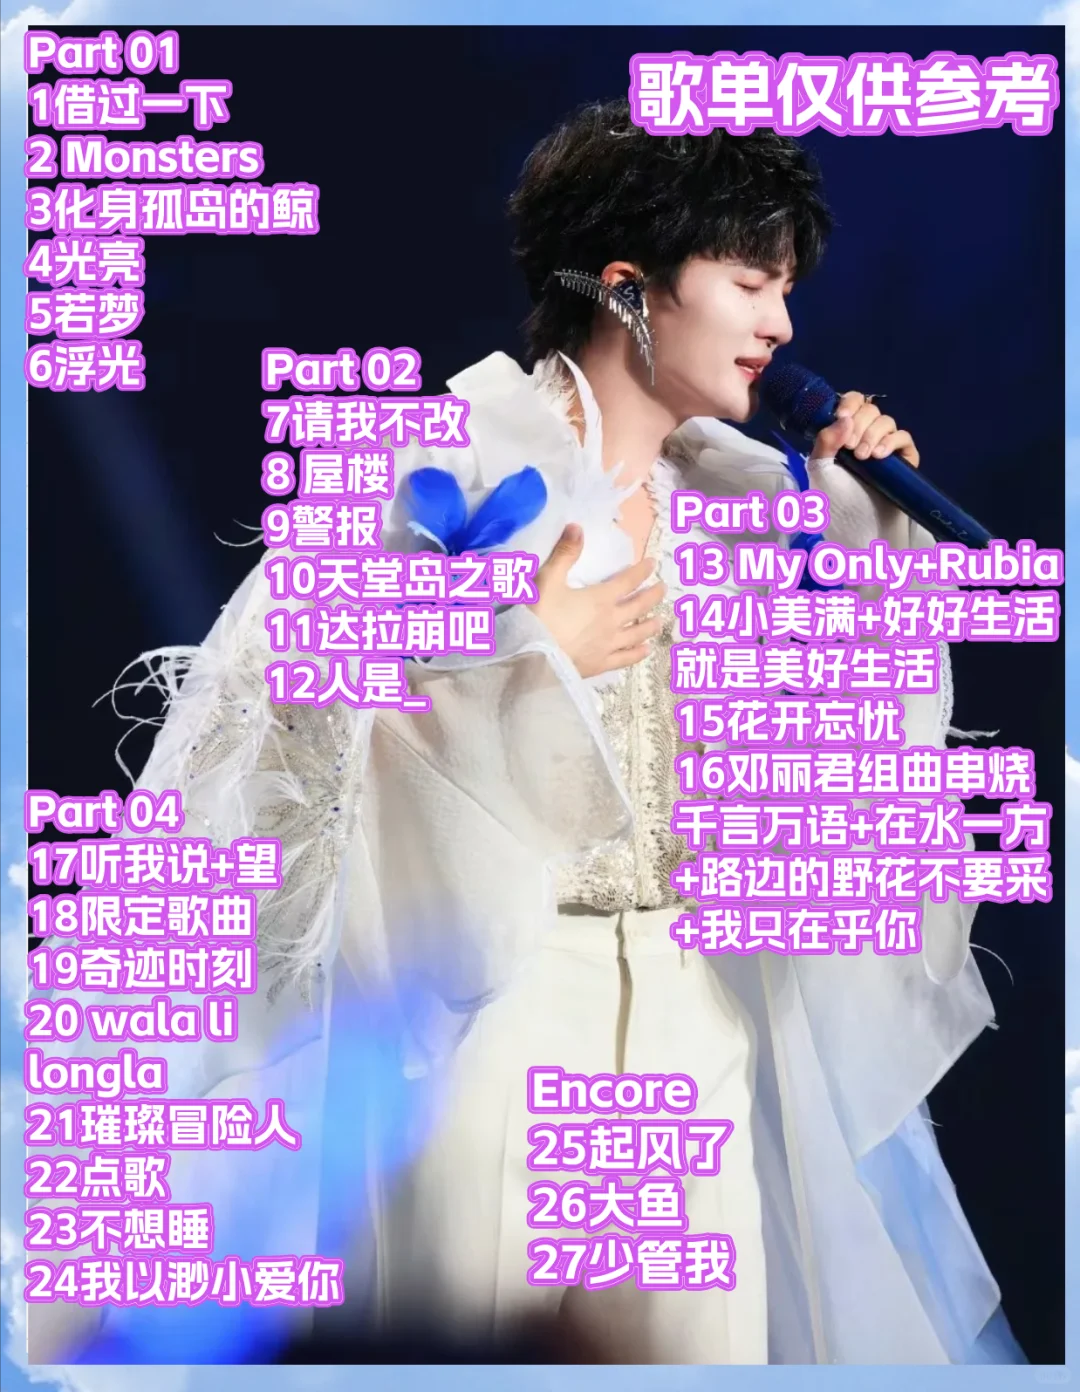 歌单仅供参考
Part 01
1借过一下
2 Monsters
3化身孤岛的鲸
4光亮
5若梦
6浮光
Part 02
7请我不改
8 屋楼
9警报
10天堂岛之歌
11达拉崩吧
12人是_
Part 03
13 My Only+Rubia
14小美满+好好生活
就是美好生活
15花开忘忧
16邓丽君组曲串烧
千言万语+在水一方
+路边的野花不要采
+我只在乎你
Part 04
17听我说+望
18限定歌曲
19奇迹时刻
20 wala li
longla
21璀璨冒险人
22点歌
23不想睡
24我以渺小爱你
Encore
25起风了
26大鱼
27少管我